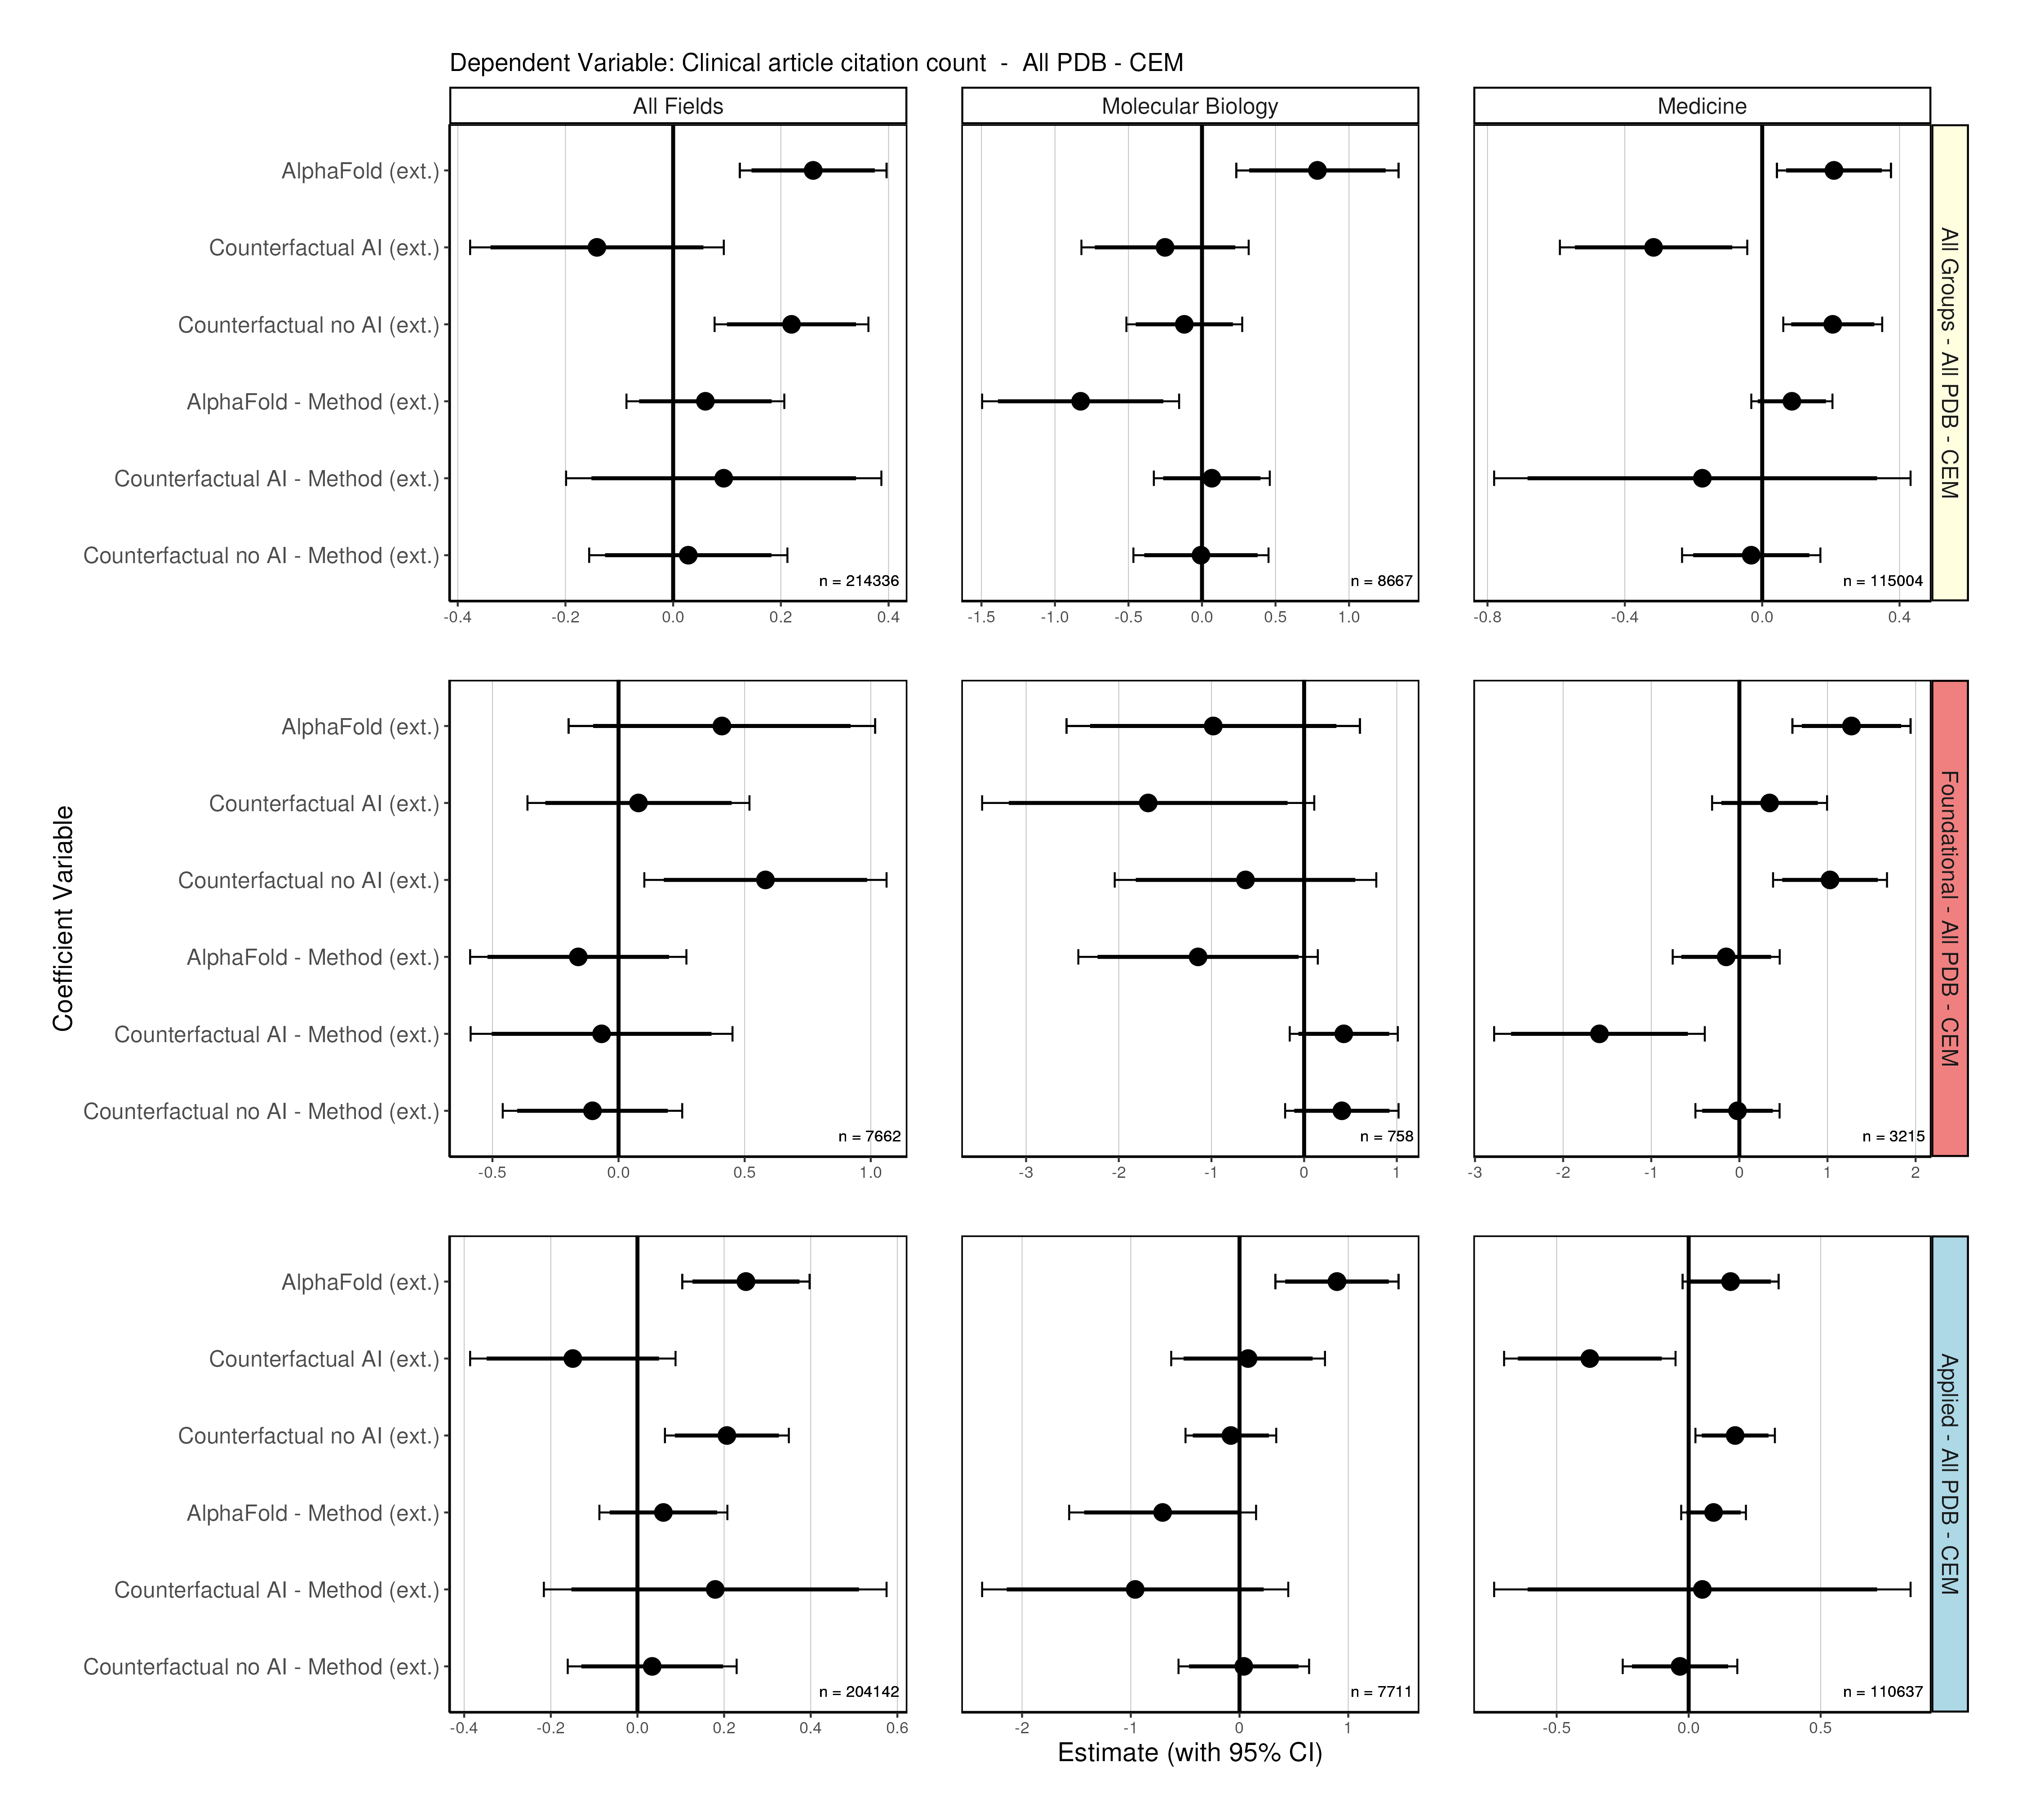 Dependent Variable: Clinical article citation count - All PDB - CEM
All Fields
Molecular Biology
Medicine
AlphaFold (ext.)
Counterfactual AI (ext.)
Counterfactual no AI (ext.)
AlphaFold - Method (ext.)
Counterfactual AI - Method (ext.)
Counterfactual no AI - Method (ext.)
n = 214336
n = 8667
n = 115004
All Groups - All PDB - CEM
-0.4 -0.2 0.0 0.2 0.4
-1.5 -1.0 -0.5 0.0 0.5 1.0
-0.8 -0.4 0.0 0.4
Coefficient Variable
AlphaFold (ext.)
Counterfactual AI (ext.)
Counterfactual no AI (ext.)
AlphaFold - Method (ext.)
Counterfactual AI - Method (ext.)
Counterfactual no AI - Method (ext.)
n = 7662
n = 758
n = 3215
Foundational - All PDB - CEM
-0.5 0.0 0.5 1.0
-3 -2 -1 0 1
-3 -2 -1 0 1 2
AlphaFold (ext.)
Counterfactual AI (ext.)
Counterfactual no AI (ext.)
AlphaFold - Method (ext.)
Counterfactual AI - Method (ext.)
Counterfactual no AI - Method (ext.)
n = 204142
n = 7711
n = 110637
Applied - All PDB - CEM
-0.4 -0.2 0.0 0.2 0.4 0.6
-2 -1 0 1
-0.5 0.0 0.5
Estimate (with 95% CI)